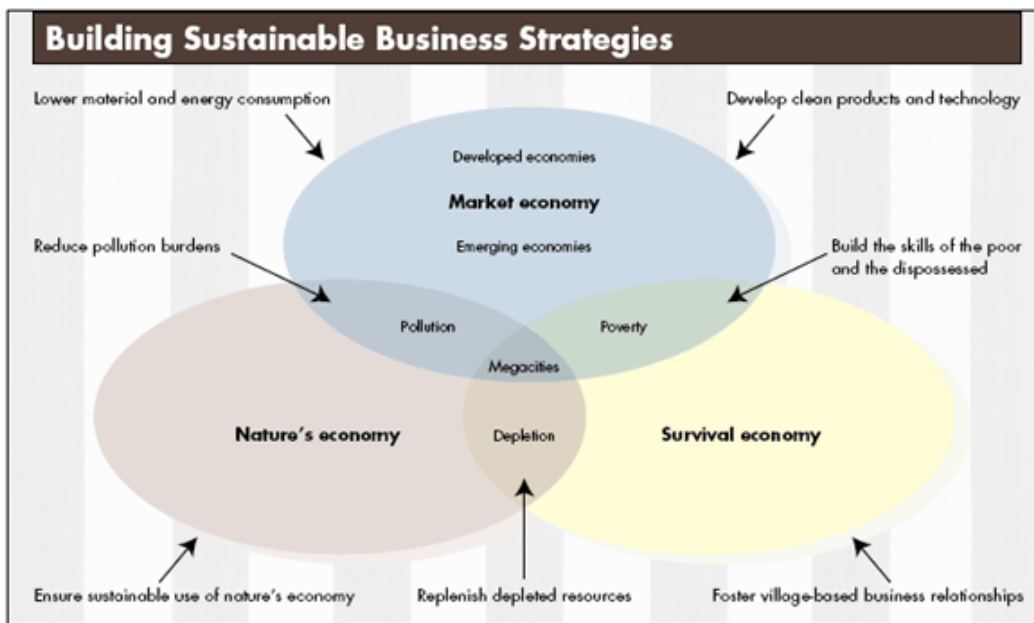 Building Sustainable Business Strategies
Lower material and energy consumption
Develop clean products and technology
Developed economies
Market economy
Reduce pollution burdens
Emerging economies
Build the skills of the poor
and the dispossessed
Pollution
Poverty
Megacities
Nature's economy
Depletion
Survival economy
Ensure sustainable use of nature's economy
Replenish depleted resources
Foster village-based business relationships